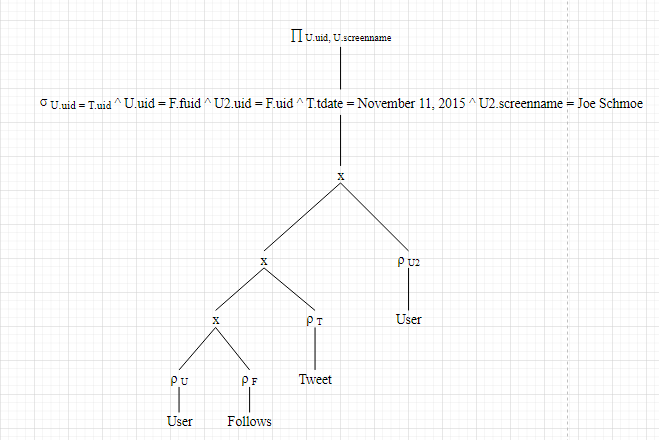 ∏ U.uid, U.screenname
σ U.uid = T.uid ^ U.uid = F.fuid ^ U2.uid = F.uid ^ T.tdate = November 11, 2015 ^ U2.screenname = Joe Schmoe
x
x ρ U2
x ρ T User
ρ U ρ F Tweet
User Follows